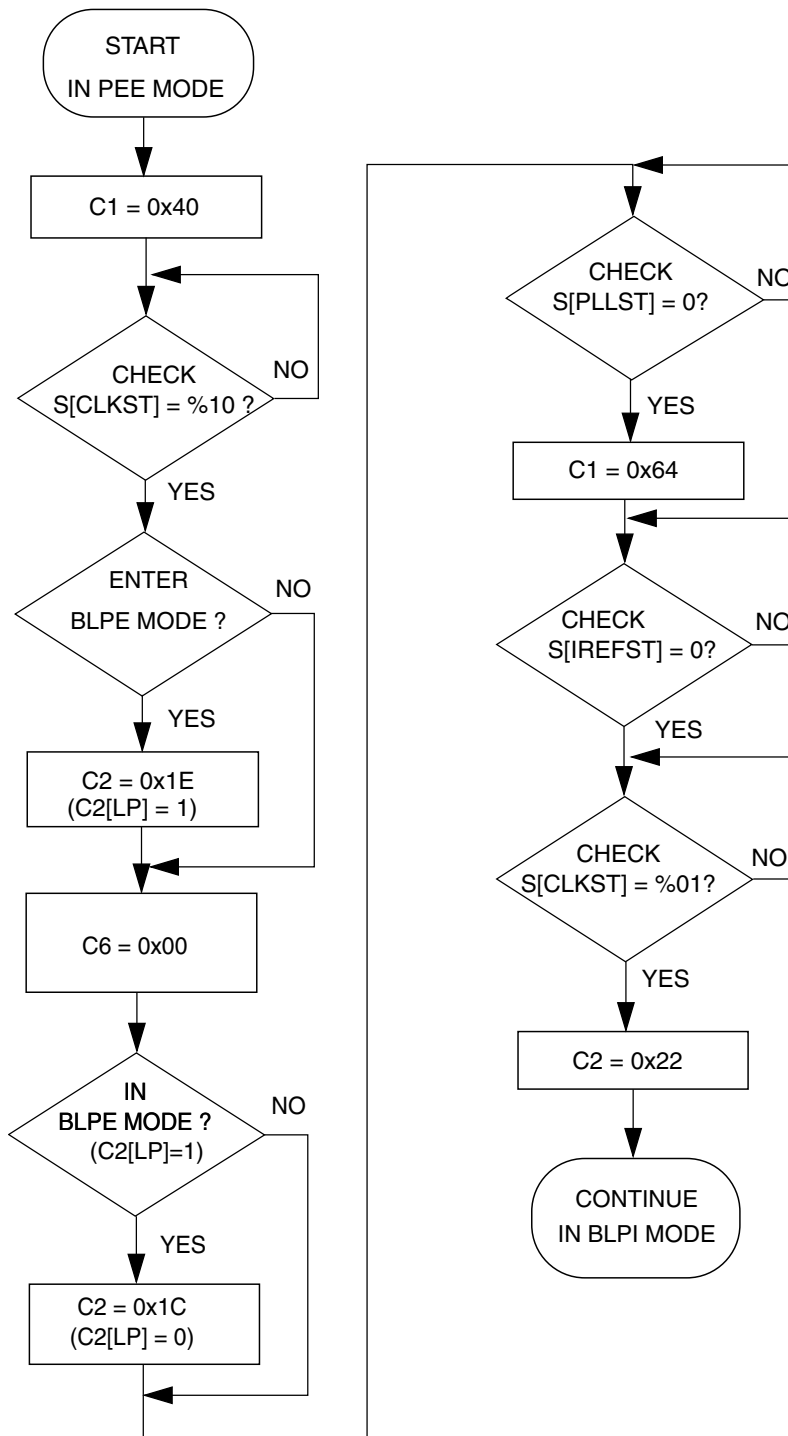 START
IN PEE MODE
C1 = 0x40
CHECK
S[CLKST] = %10 ?
NO
YES
ENTER
BLPE MODE ?
NO
YES
C2 = 0x1E
(C2[LP] = 1)
C6 = 0x00
IN
BLPE MODE ?
(C2[LP]=1)
NO
YES
C2 = 0x1C
(C2[LP] = 0)
CHECK
S[PLLST] = 0?
NO
YES
C1 = 0x64
CHECK
S[IREFST] = 0?
NO
YES
CHECK
S[CLKST] = %01?
NO
YES
C2 = 0x22
CONTINUE
IN BLPI MODE